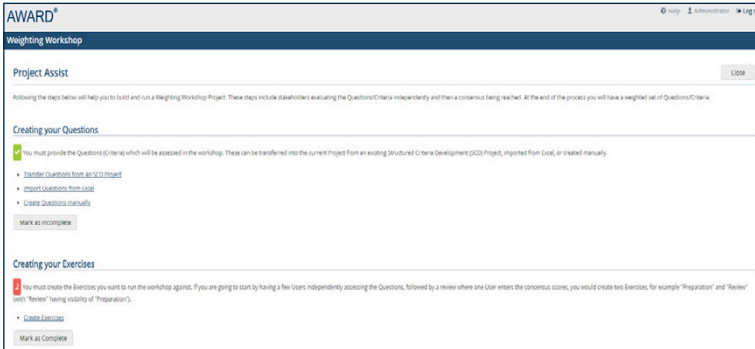 AWARD®
Help Administrator Log
Weighting Workshop
Project Assist
Close
Following the steps below will help you to build and run a Weighting Workshop Project. These steps include stakeholders evaluating the Questions/Criteria independently and then a consensus being reached. At the end of the process you will have a weighted set of Questions/Criteria.
Creating your Questions
You must provide the Questions (Criteria) which will be assessed in the workshop. These can be transferred into the current Project from an existing Structured Criteria Development (SCD) Project, imported from Excel, or created manually.
Transfer Questions from an SCD Project
Import Questions from Excel
Create Questions manually
Mark as Incomplete
Creating your Exercises
2 You must create the Exercises you want to run the workshop against. If you are going to start by having a few Users independently assessing the Questions, followed by a review where one User enters the consensus scores, you would create two Exercises, for example "Preparation" and "Review"
(with "Review" having visibility of "Preparation").
Create Exercises
Mark as Complete